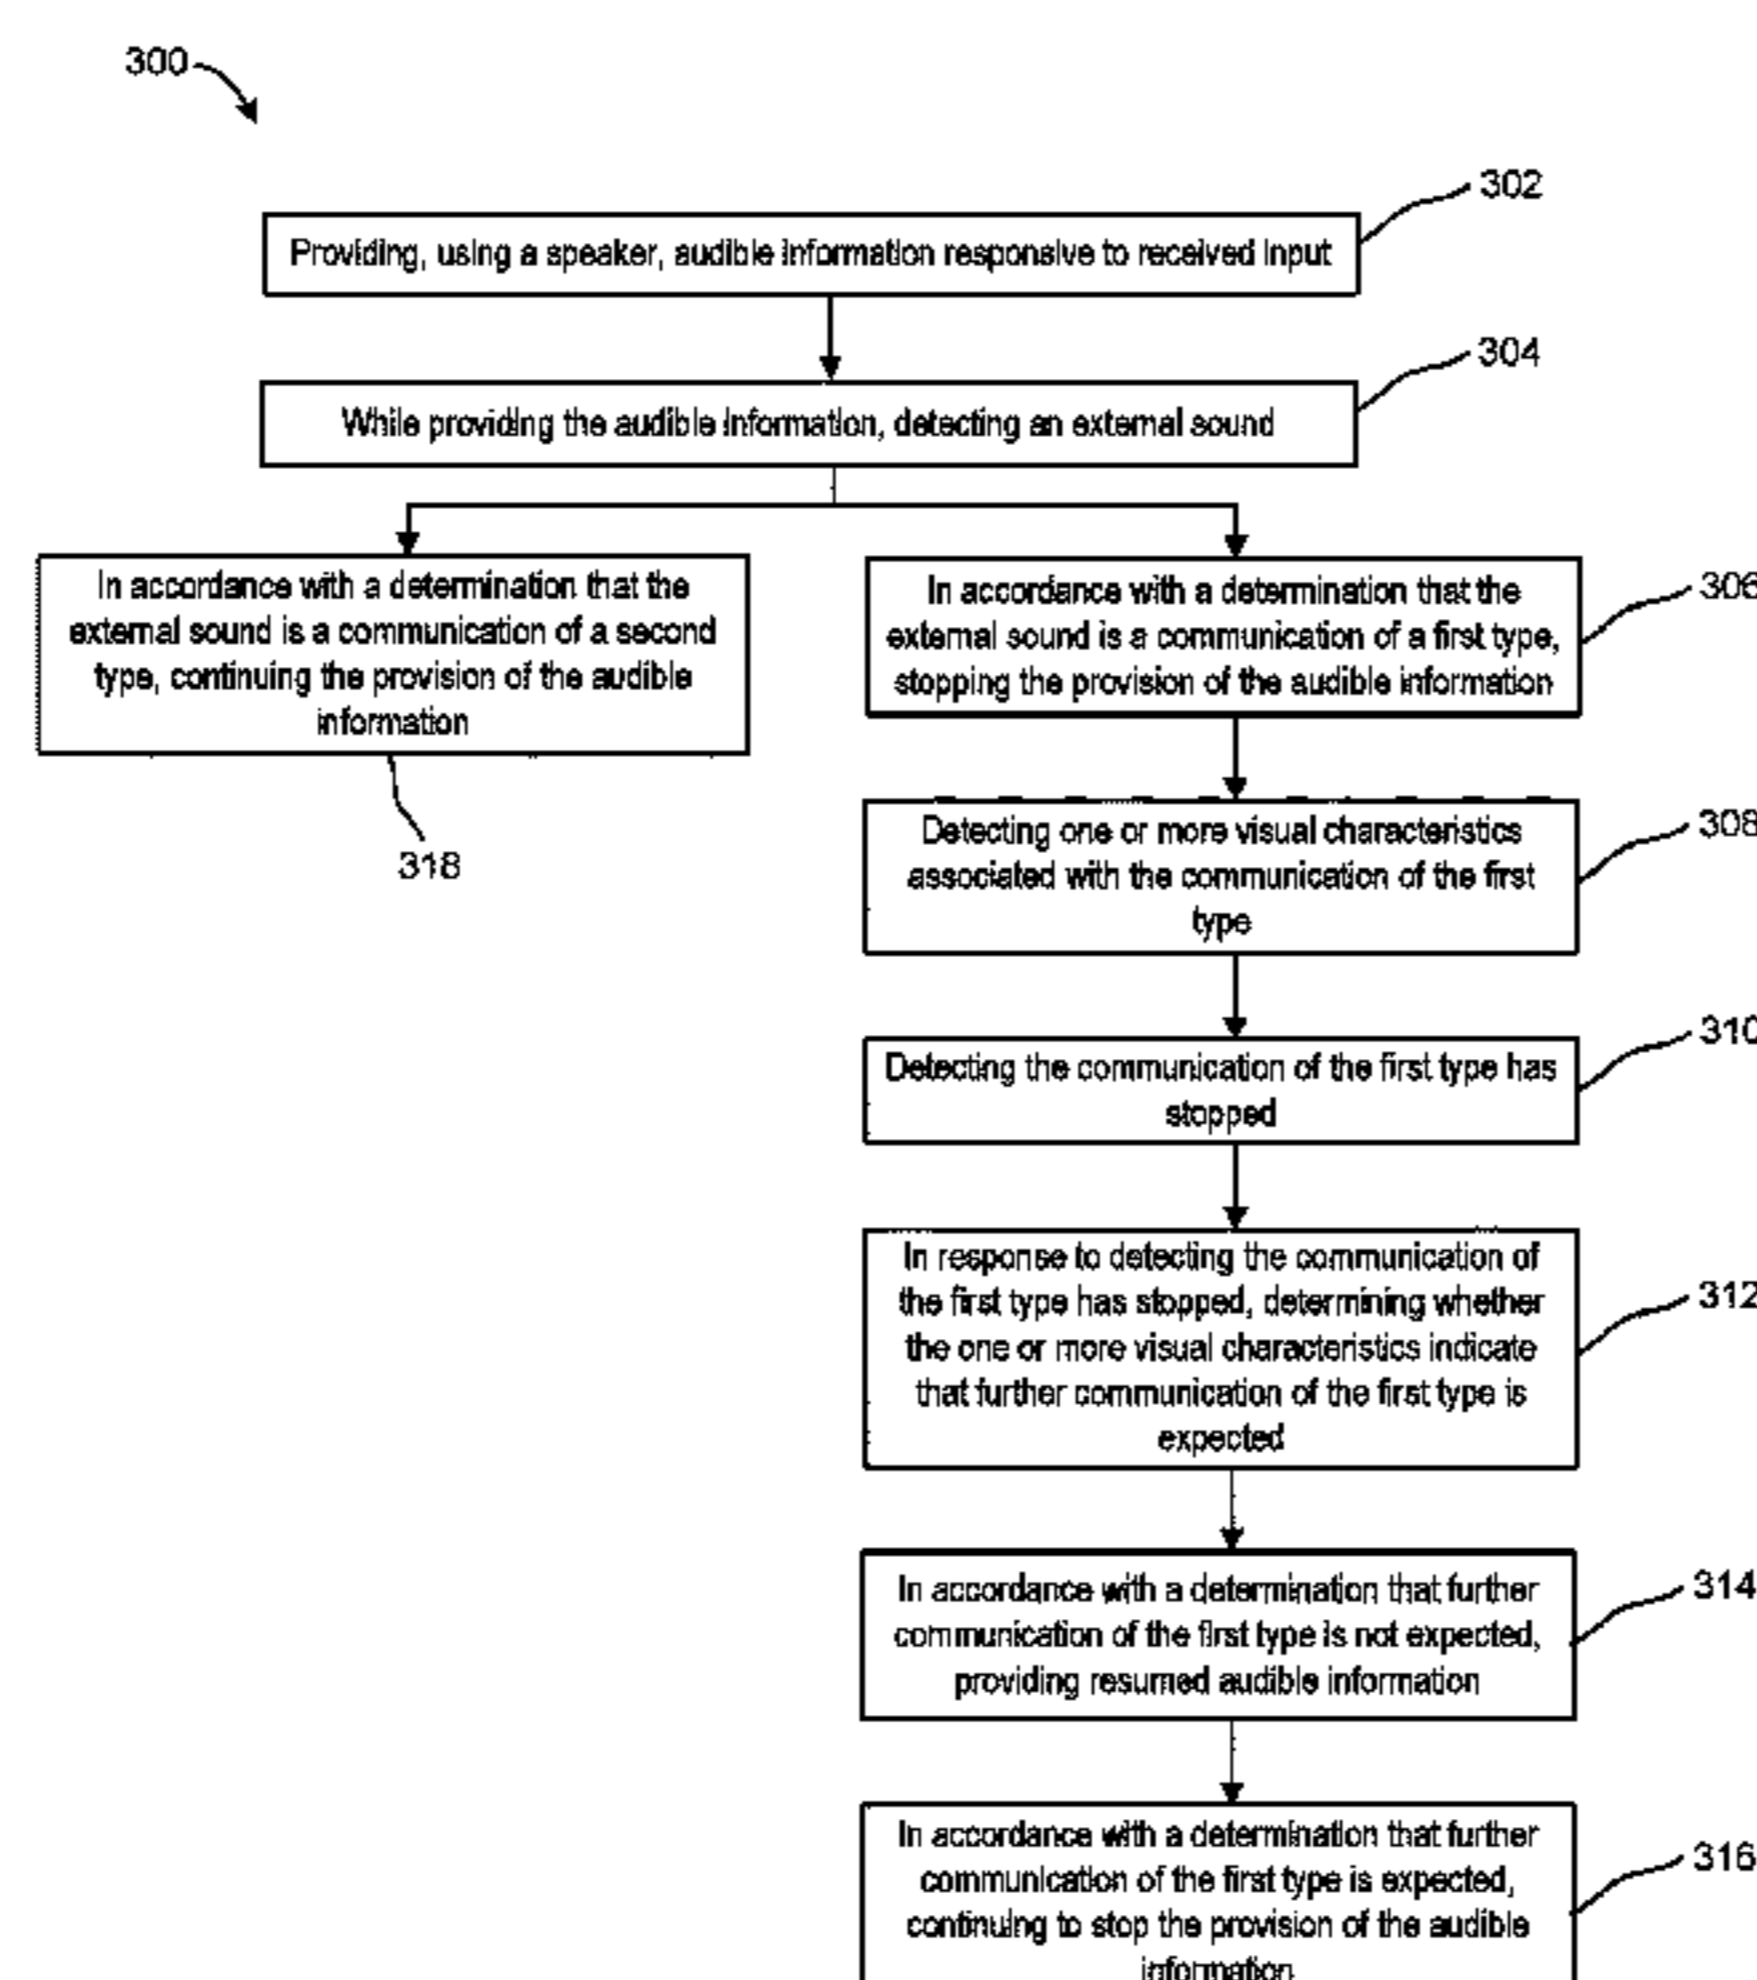 300
302
Providing, using a speaker, audible information responsive to received input
304
While providing the audible information, detecting an external sound
In accordance with a determination that the
external sound is a communication of a second
type, continuing the provision of the audible
information
318
306
In accordance with a determination that the
external sound is a communication of a first type,
stopping the provision of the audible information
308
Detecting one or more visual characteristics
associated with the communication of the first
type
310
Detecting the communication of the first type has
stopped
312
In response to detecting the communication of
the first type has stopped, determining whether
the one or more visual characteristics indicate
that further communication of the first type is
expected
314
In accordance with a determination that further
communication of the first type is not expected,
providing resumed audible information
316
In accordance with a determination that further
communication of the first type is expected,
continuing to stop the provision of the audible
information